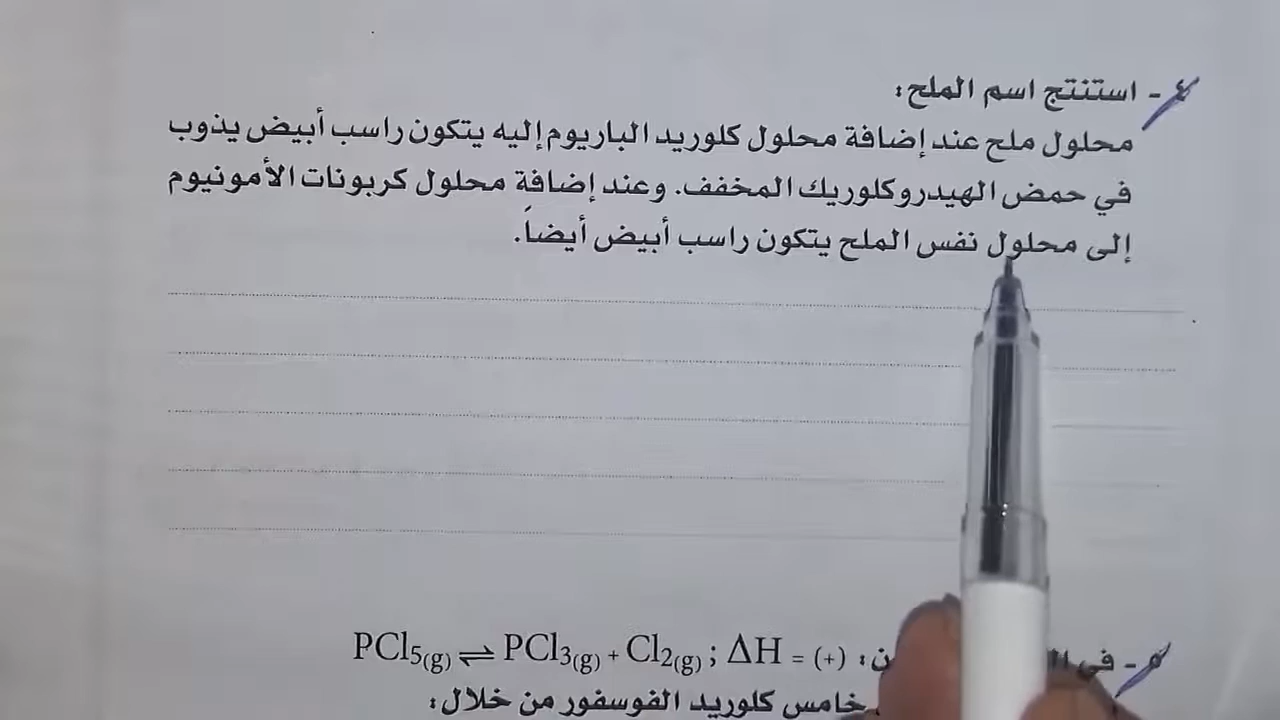 ٤ - استنتج اسم الملح:
محلول ملح عند إضافة محلول كلوريد الباريوم إليه يتكون راسب أبيض يذوب
في حمض الهيدروكلوريك المخفف. وعند إضافة محلول كربونات الأمونيوم
إلى محلول نفس الملح يتكون راسب أبيض أيضاً.
- في PCl5(g) ⇌ PCl3(g) + Cl2(g) ; ΔH = (+)
خامس كلوريد الفوسفور من خلال: